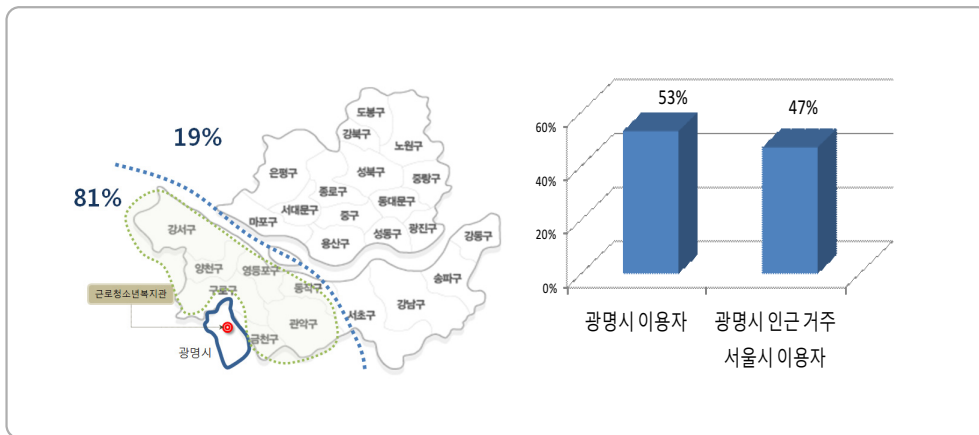 19%
81%
도봉구
강북구
노원구
은평구
성북구
중랑구
종로구
서대문구
동대문구
마포구
중구
성동구
광진구
용산구
강동구
강서구
송파구
양천구
영등포구
구로구
동작구
강남구
서초구
관악구
금천구
근로청소년복지관
광명시
53%
47%
60%
40%
20%
0%
광명시 이용자
광명시 인근 거주
서울시 이용자